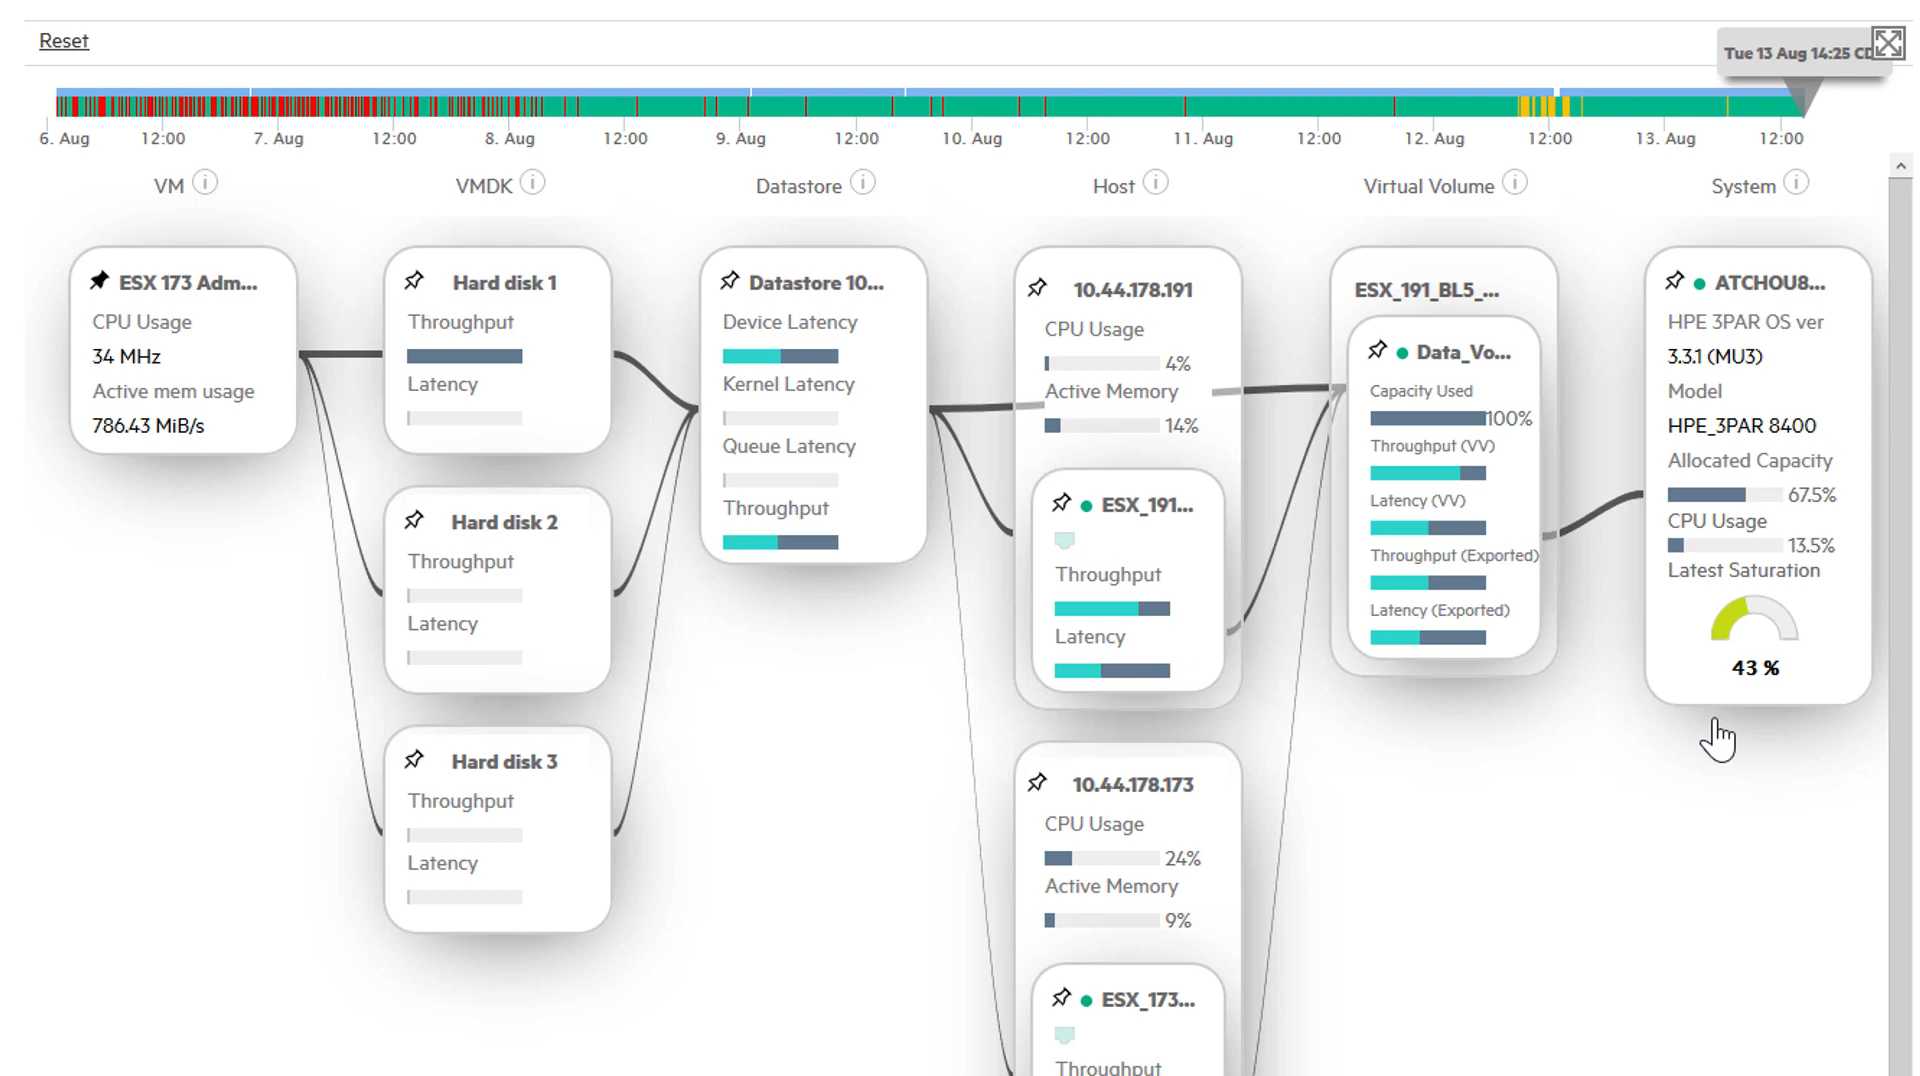 Reset
Tue 13 Aug 14:25 CD
6. Aug 12:00 7. Aug 12:00 8. Aug 12:00 9. Aug 12:00 10. Aug 12:00 11. Aug 12:00 12. Aug 12:00 13. Aug 12:00
VM VMDK Datastore Host Virtual Volume System
ESX 173 Adm...
CPU Usage
34 MHz
Active mem usage
786.43 MiB/s
Hard disk 1
Throughput
Latency
Hard disk 2
Throughput
Latency
Hard disk 3
Throughput
Latency
Datastore 10...
Device Latency
Kernel Latency
Queue Latency
Throughput
10.44.178.191
CPU Usage
4%
Active Memory
14%
ESX_191...
Throughput
Latency
10.44.178.173
CPU Usage
24%
Active Memory
9%
ESX_173...
Throughput
ESX_191_BL5_...
Data_Vo...
Capacity Used
100%
Throughput (VV)
Latency (VV)
Throughput (Exported)
Latency (Exported)
ATCHOU8...
HPE 3PAR OS ver
3.3.1 (MU3)
Model
HPE_3PAR 8400
Allocated Capacity
67.5%
CPU Usage
13.5%
Latest Saturation
43 %